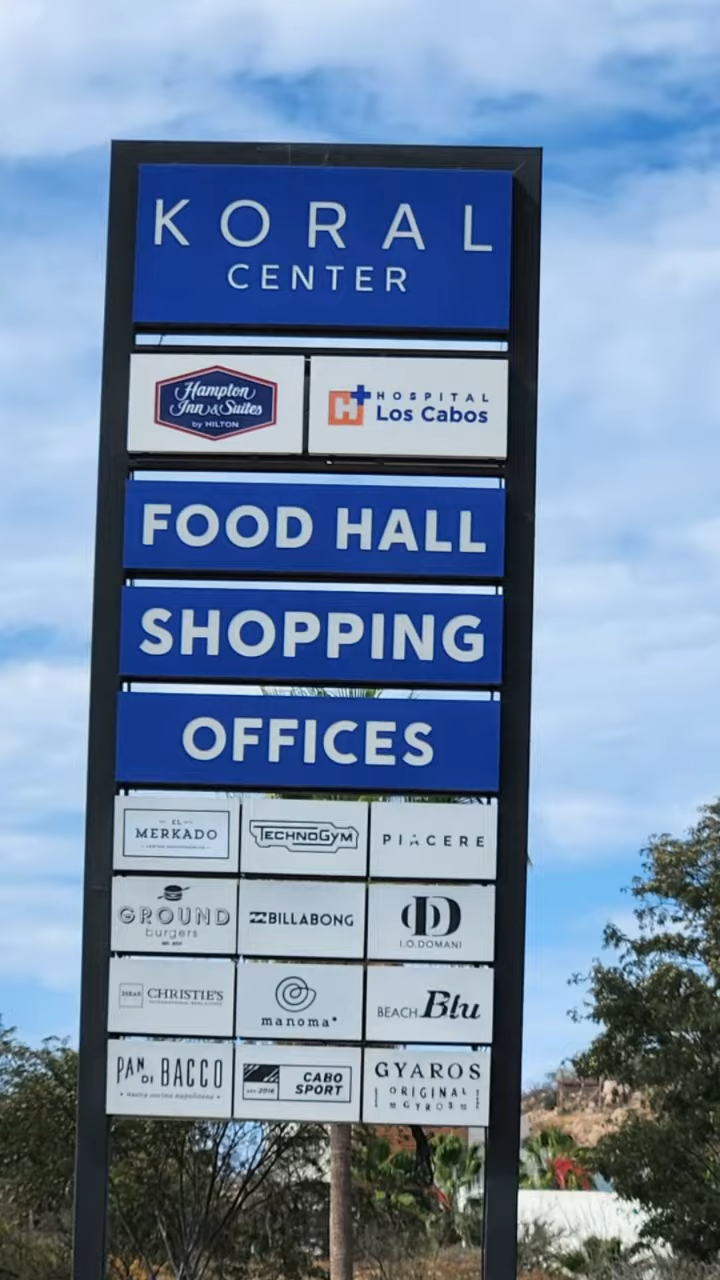 KORAL
CENTER
Hampton
Inn & Suites
by HILTON
HOSPITAL
Los Cabos
FOOD HALL
SHOPPING
OFFICES
EL
MERKADO
TECHNOGYM
PIACERE
GROUND
burgers
BILLABONG
I.O.DOMANI
CHRISTIE'S
manoma
BEACH Blu
PAN DI BACCO
CABO
SPORT
GYAROS
ORIGINAL